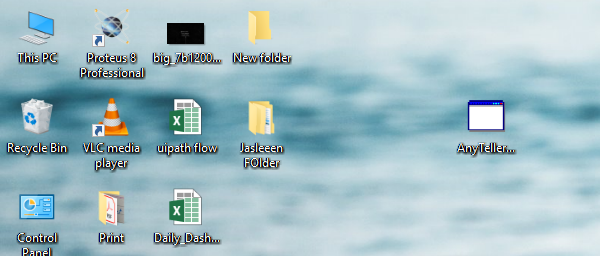 This PC
Proteus 8
Professional
big_7b1200...
New folder
Recycle Bin
VLC media
player
uipath flow
Jasleeen
FOlder
AnyTeller...
Control
Panel
Print
Daily_Dash...